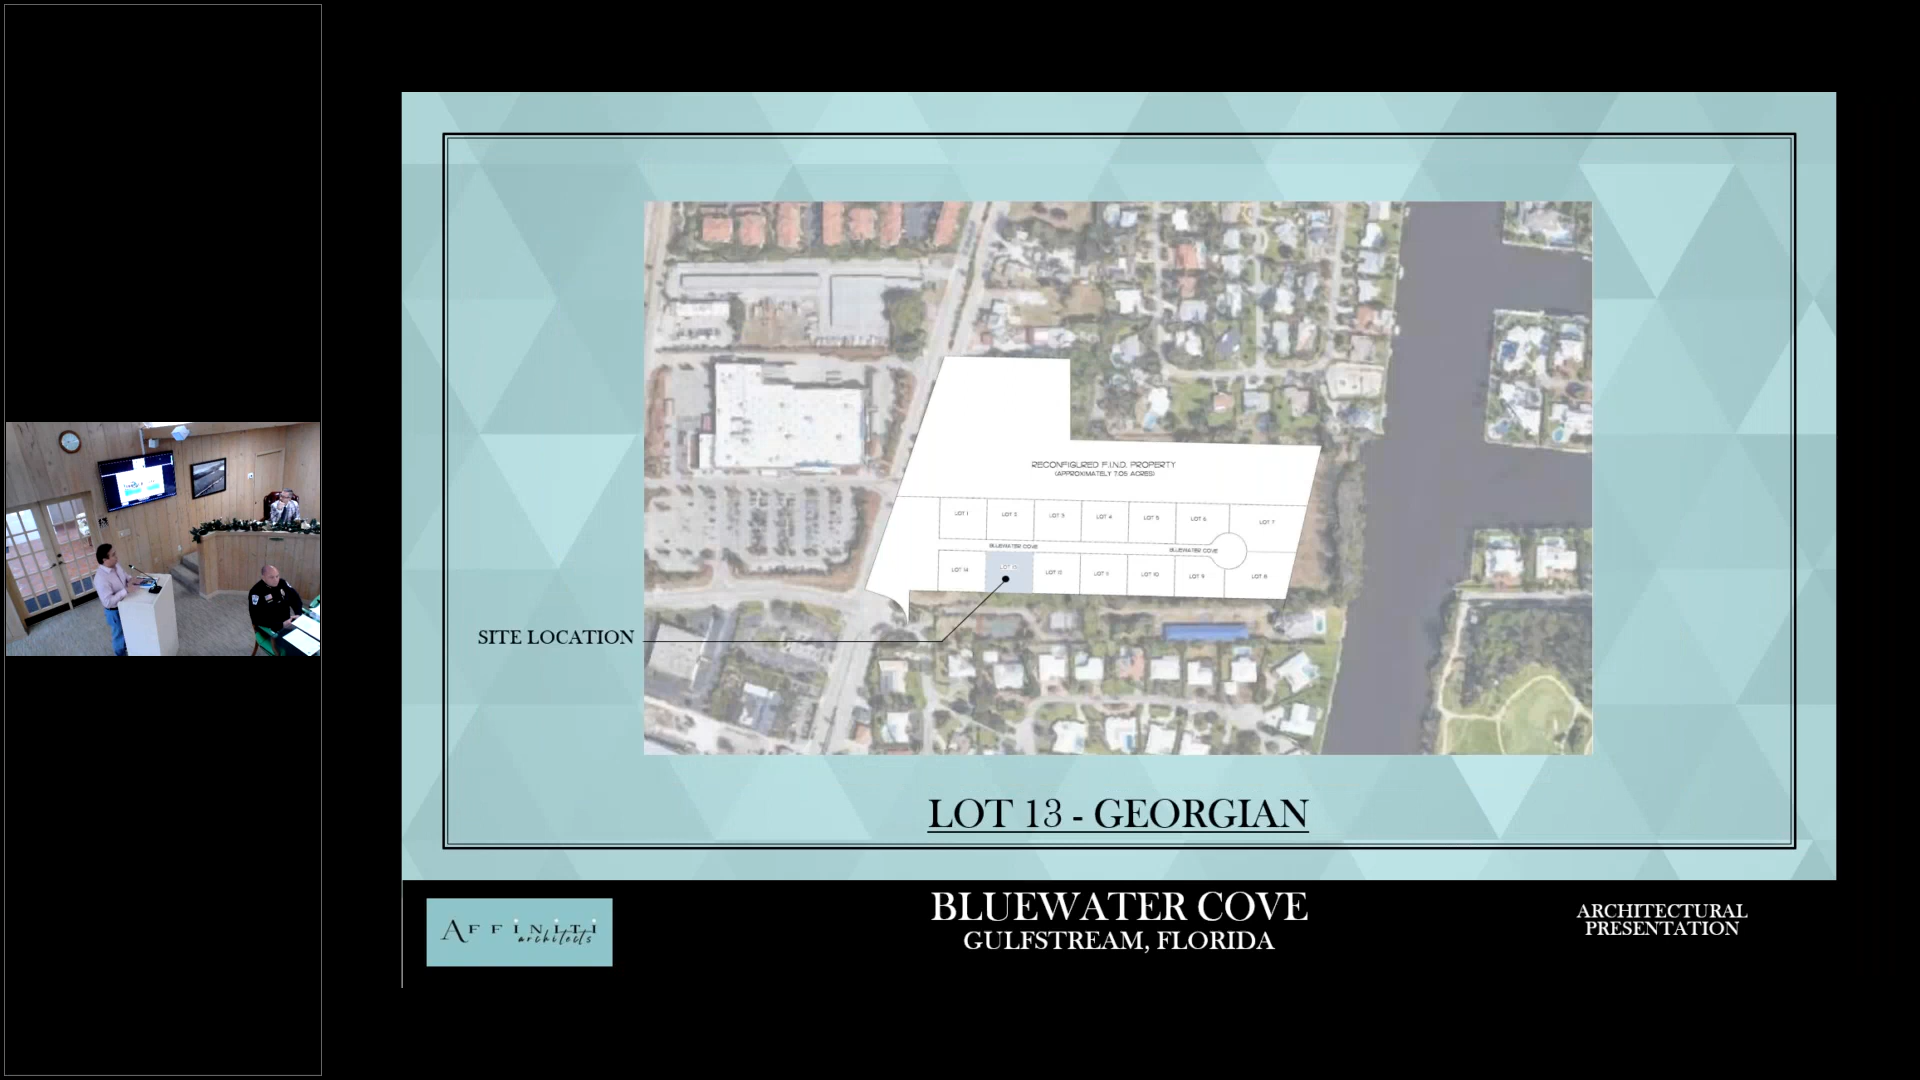 RECONFIGURED F.I.N.D. PROPERTY
(APPROXIMATELY 7.05 ACRES)
LOT 1
LOT 2
LOT 3
LOT 4
LOT 5
LOT 6
LOT 7
BLUEWATER COVE
BLUEWATER COVE
LOT 14
LOT 13
LOT 12
LOT 11
LOT 10
LOT 9
LOT 8
SITE LOCATION
LOT 13 - GEORGIAN
AFFINITI
architects
BLUEWATER COVE
GULFSTREAM, FLORIDA
ARCHITECTURAL
PRESENTATION